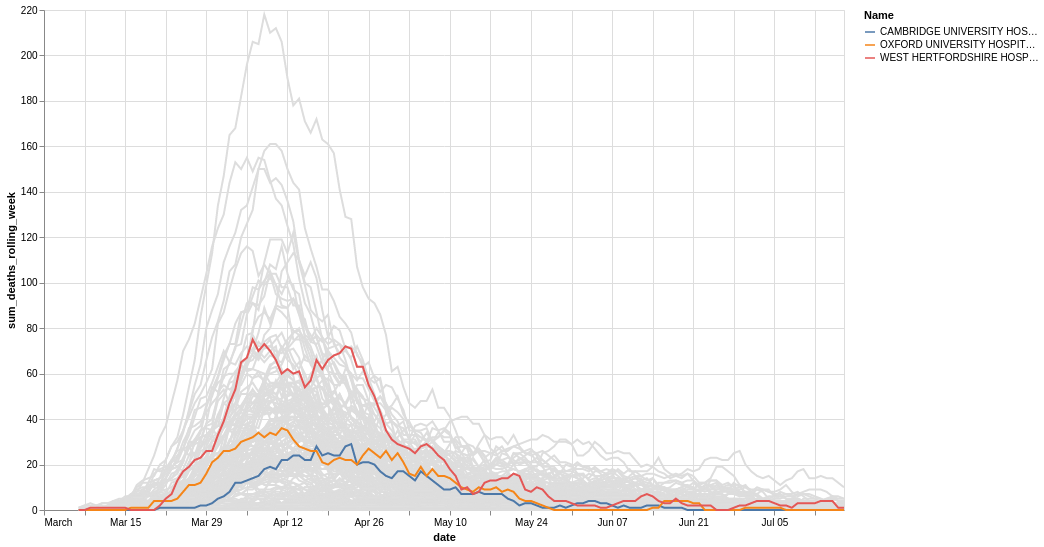 220
200
180
160
140
120
100
80
60
40
20
0
sum_deaths_rolling_week
March
Mar 15
Mar 29
Apr 12
Apr 26
May 10
May 24
Jun 07
Jun 21
Jul 05
date
Name
CAMBRIDGE UNIVERSITY HOS…
OXFORD UNIVERSITY HOSPIT…
WEST HERTFORDSHIRE HOSP…